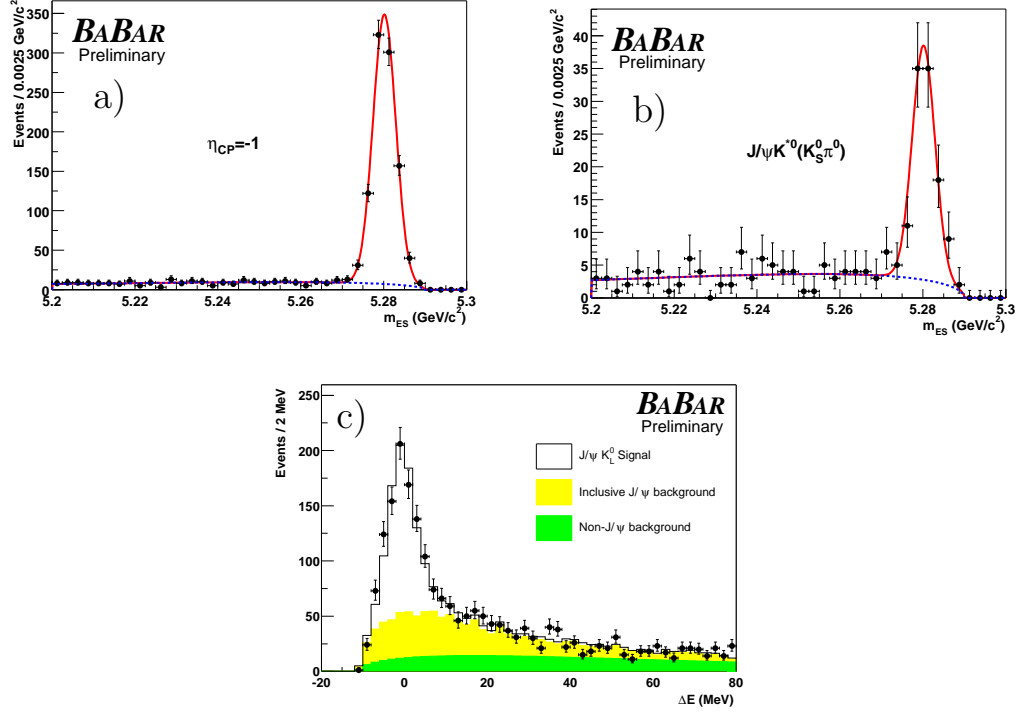 BABAR
Preliminary
a)
η_CP=-1
Events / 0.0025 GeV/c²
350
300
250
200
150
100
50
0
5.2
5.22
5.24
5.26
5.28
5.3
m_ES (GeV/c²)
BABAR
Preliminary
b)
J/ψK^*0(K_S^0π^0)
Events / 0.0025 GeV/c²
40
35
30
25
20
15
10
5
0
5.2
5.22
5.24
5.26
5.28
5.3
m_ES (GeV/c²)
c)
BABAR
Preliminary
J/ψ K_L^0 Signal
Inclusive J/ψ background
Non-J/ψ background
Events / 2 MeV
250
200
150
100
50
0
-20
0
20
40
60
80
ΔE (MeV)